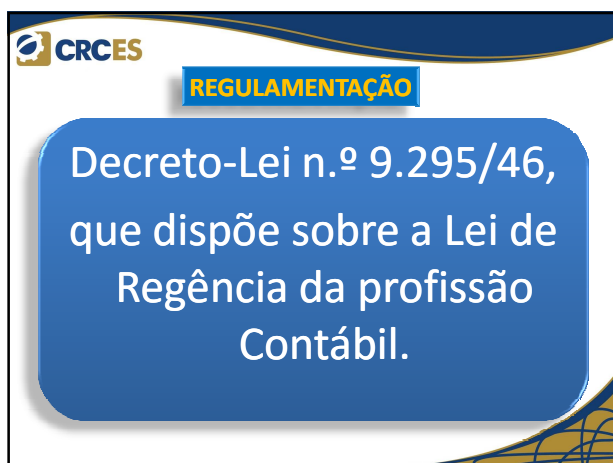 CRCES
REGULAMENTAÇÃO
Decreto-Lei n.º 9.295/46,
que dispõe sobre a Lei de
Regência da profissão
Contábil.